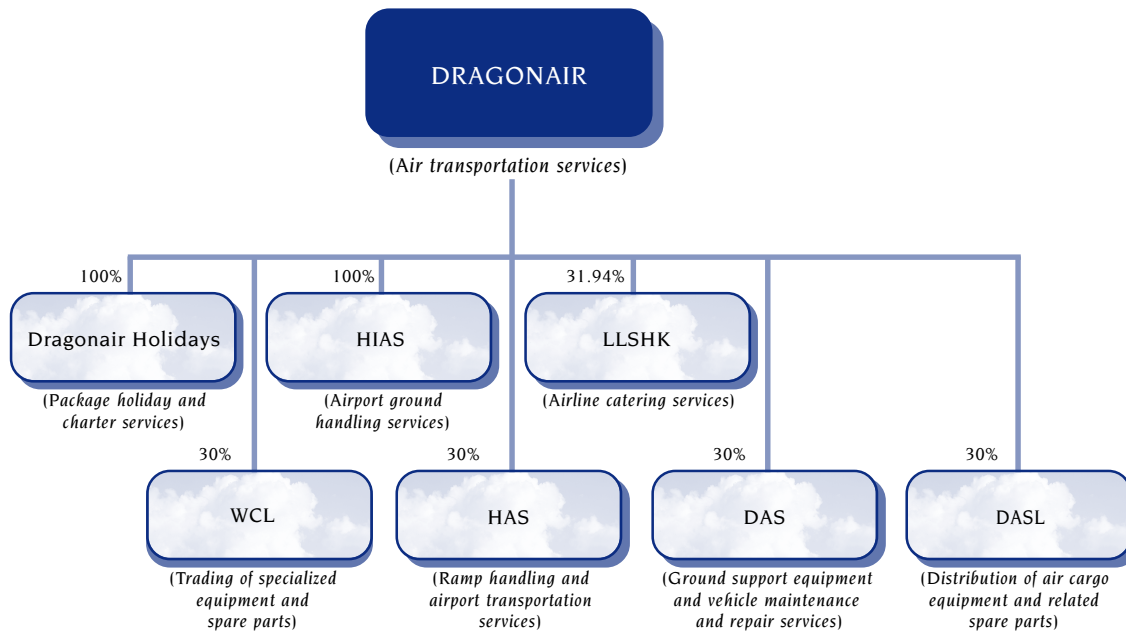 DRAGONAIR
(Air transportation services)
100%
Dragonair Holidays
(Package holiday and
charter services)
100%
HIAS
(Airport ground
handling services)
31.94%
LLSHK
(Airline catering services)
30%
WCL
(Trading of specialized
equipment and
spare parts)
30%
HAS
(Ramp handling and
airport transportation
services)
30%
DAS
(Ground support equipment
and vehicle maintenance
and repair services)
30%
DASL
(Distribution of air cargo
equipment and related
spare parts)